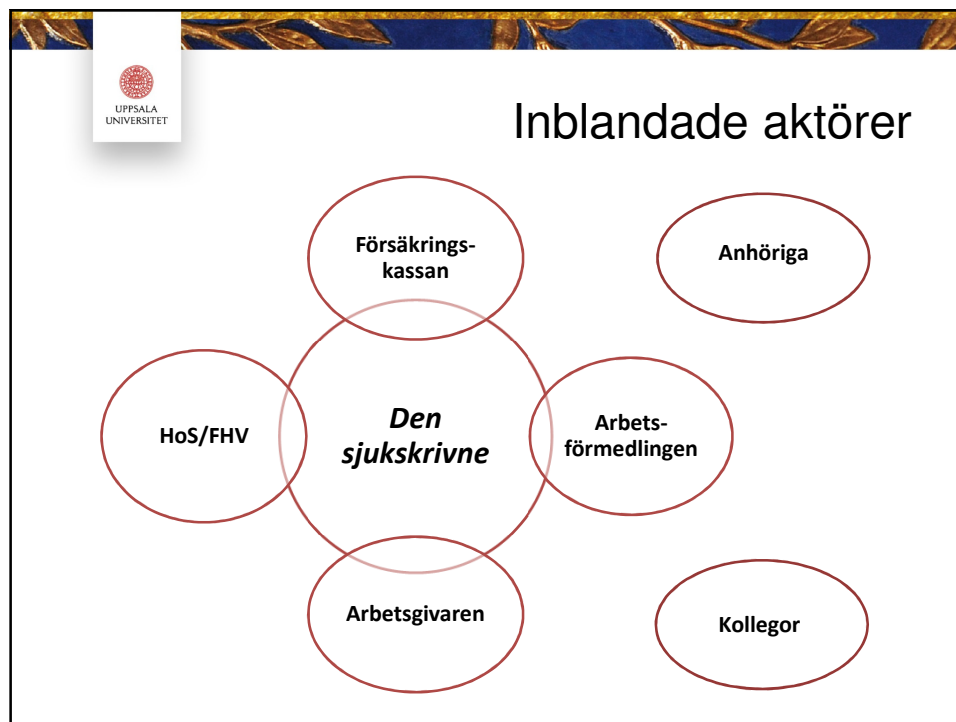 UPPSALA
UNIVERSITET
Inblandade aktörer
Försäkrings-
kassan
Anhöriga
HoS/FHV
Den
sjukskrivne
Arbets-
förmedlingen
Arbetsgivaren
Kollegor